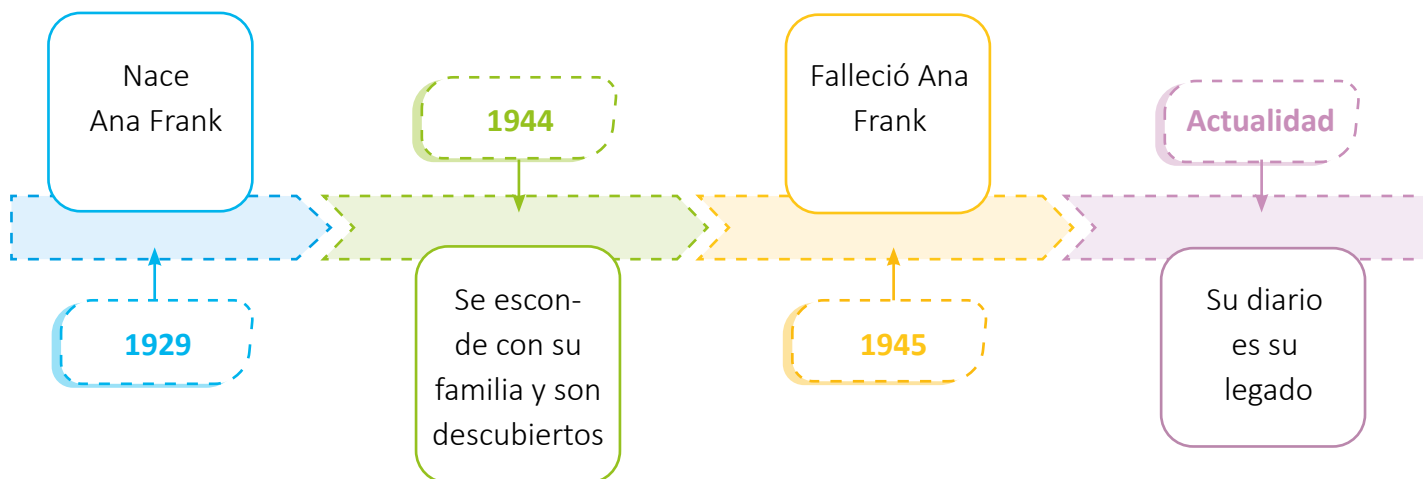 Nace
Ana Frank
1929
1944
Se escon-
de con su
familia y son
descubiertos
Falleció Ana
Frank
1945
Actualidad
Su diario
es su
legado